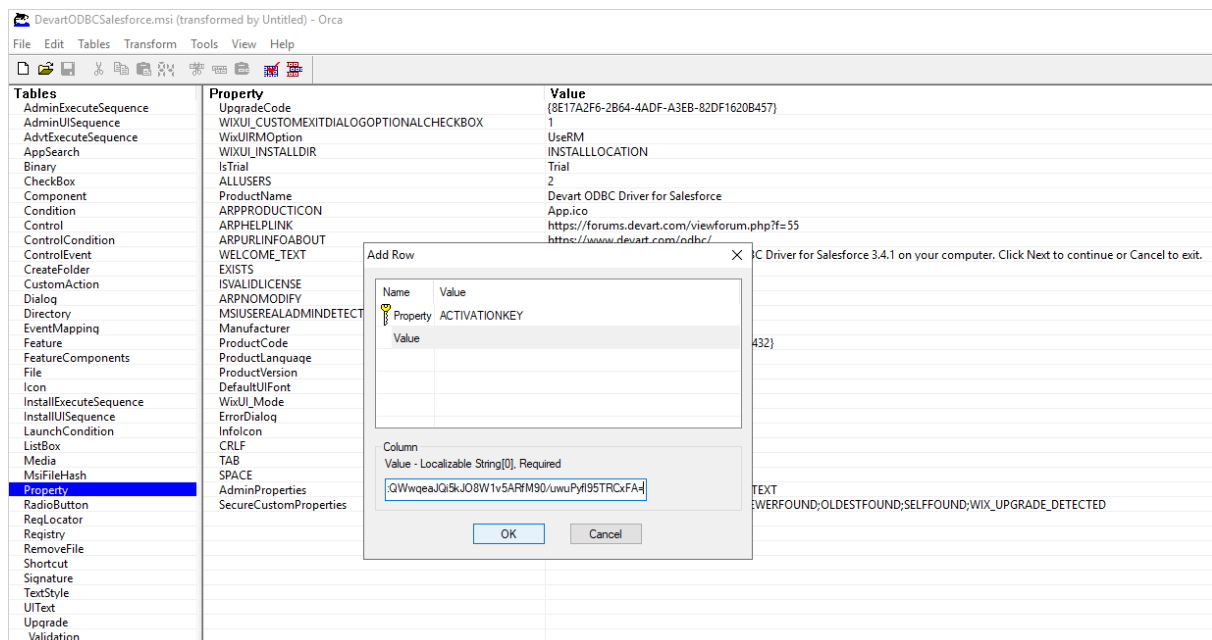 DevartODBCSalesforce.msi (transformed by Untitled) - Orca
File Edit Tables Transform Tools View Help
Tables Property Value
AdminExecuteSequence UpgradeCode {8E17A2F6-2B64-4ADF-A3EB-82DF1620B457}
AdminUISequence WIXUI_CUSTOMEXITDIALOGOPTIONALCHECKBOX 1
AdvtExecuteSequence WixUIRMOption UseRM
AppSearch WIXUI_INSTALLDIR INSTALLLOCATION
Binary IsTrial Trial
CheckBox ALLUSERS 2
Component ProductName Devart ODBC Driver for Salesforce
Condition ARPPRODUCTICON App.ico
Control ARPHELPLINK https://forums.devart.com/viewforum.php?f=55
ControlCondition ARPURLINFOABOUT https://www.devart.com/odbc/
ControlEvent WELCOME_TEXT Driver for Salesforce 3.4.1 on your computer. Click Next to continue or Cancel to exit.
CreateFolder EXISTS
CustomAction ISVALIDLICENSE
Dialog ARPNOMODIFY
Directory MSIUSEREALADMINDETECT
EventMapping Manufacturer
Feature ProductCode 432}
FeatureComponents ProductLanguage
File ProductVersion
Icon DefaultUIFont
InstallExecuteSequence WixUI_Mode
InstallUISequence ErrorDialog
LaunchCondition InfoIcon
ListBox CRLF
Media TAB
MsiFileHash SPACE
Property AdminProperties TEXT
RadioButton SecureCustomProperties EWERFOUND;OLDESTFOUND;SELFFOUND;WIX_UPGRADE_DETECTED
ReqLocator
Registry
RemoveFile
Shortcut
Signature
TextStyle
UIText
Upgrade
_Validation
Add Row
Name Value
Property ACTIVATIONKEY
Value
Column
Value - Localizable String[0], Required
:QWwqeaJQi5kJO8W1v5ARfM90/uwuPyfI95TRCxFA=
OK Cancel